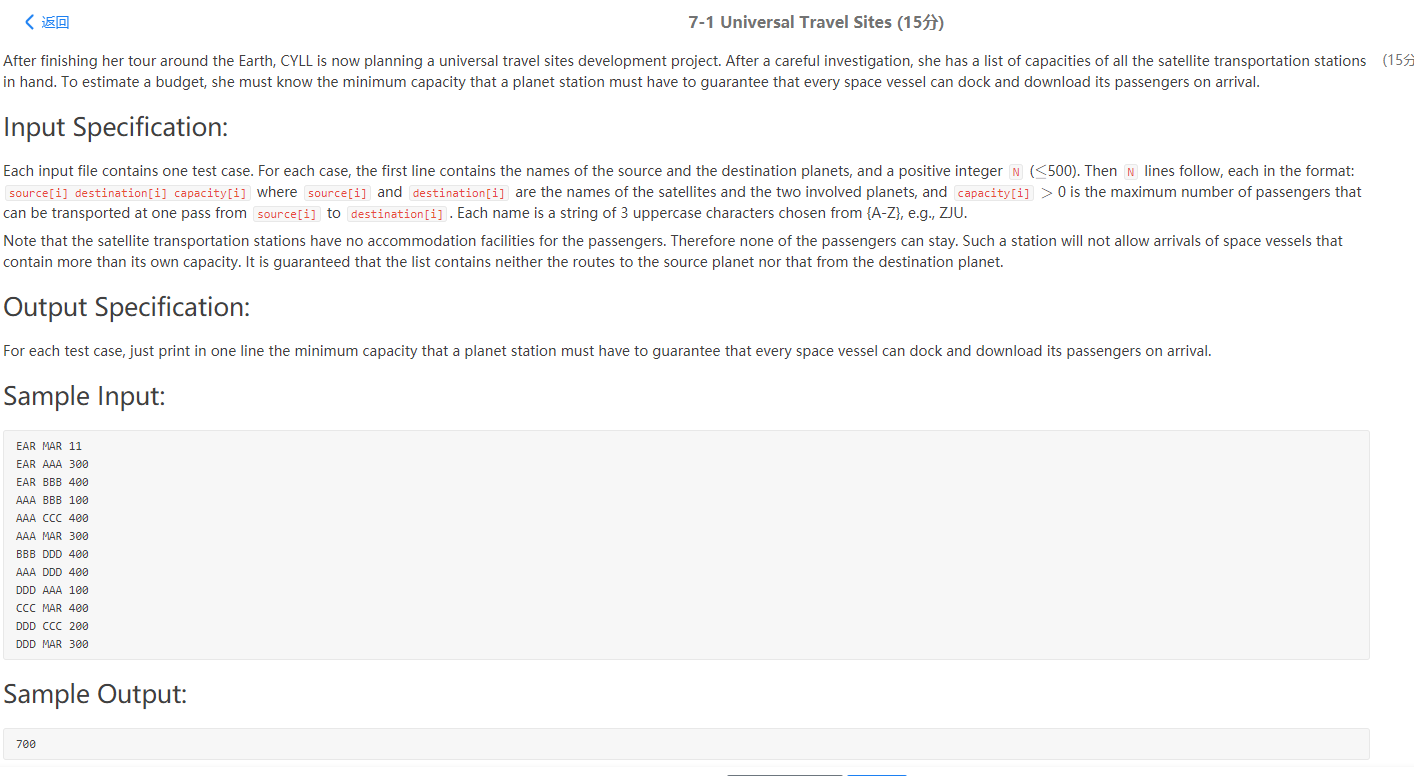 返回
7-1 Universal Travel Sites (15分)
After finishing her tour around the Earth, CYLL is now planning a universal travel sites development project. After a careful investigation, she has a list of capacities of all the satellite transportation stations
(15分
in hand. To estimate a budget, she must know the minimum capacity that a planet station must have to guarantee that every space vessel can dock and download its passengers on arrival.
Input Specification:
Each input file contains one test case. For each case, the first line contains the names of the source and the destination planets, and a positive integer N (≤500). Then N lines follow, each in the format:
source[i] destination[i] capacity[i] where source[i] and destination[i] are the names of the satellites and the two involved planets, and capacity[i] > 0 is the maximum number of passengers that
can be transported at one pass from source[i] to destination[i]. Each name is a string of 3 uppercase characters chosen from {A-Z}, e.g., ZJU.
Note that the satellite transportation stations have no accommodation facilities for the passengers. Therefore none of the passengers can stay. Such a station will not allow arrivals of space vessels that
contain more than its own capacity. It is guaranteed that the list contains neither the routes to the source planet nor that from the destination planet.
Output Specification:
For each test case, just print in one line the minimum capacity that a planet station must have to guarantee that every space vessel can dock and download its passengers on arrival.
Sample Input:
EAR MAR 11
EAR AAA 300
EAR BBB 400
AAA BBB 100
AAA CCC 400
AAA MAR 300
BBB DDD 400
AAA DDD 400
DDD AAA 100
CCC MAR 400
DDD CCC 200
DDD MAR 300
Sample Output:
700